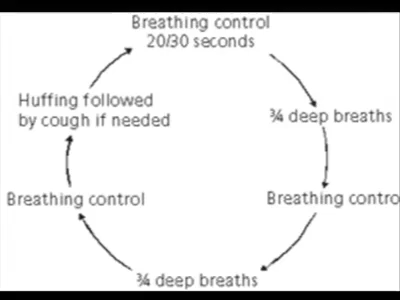 Breathing control
20/30 seconds
¾ deep breaths
Breathing contro
¾ deep breaths
Breathing control
Huffing followed
by cough if needed